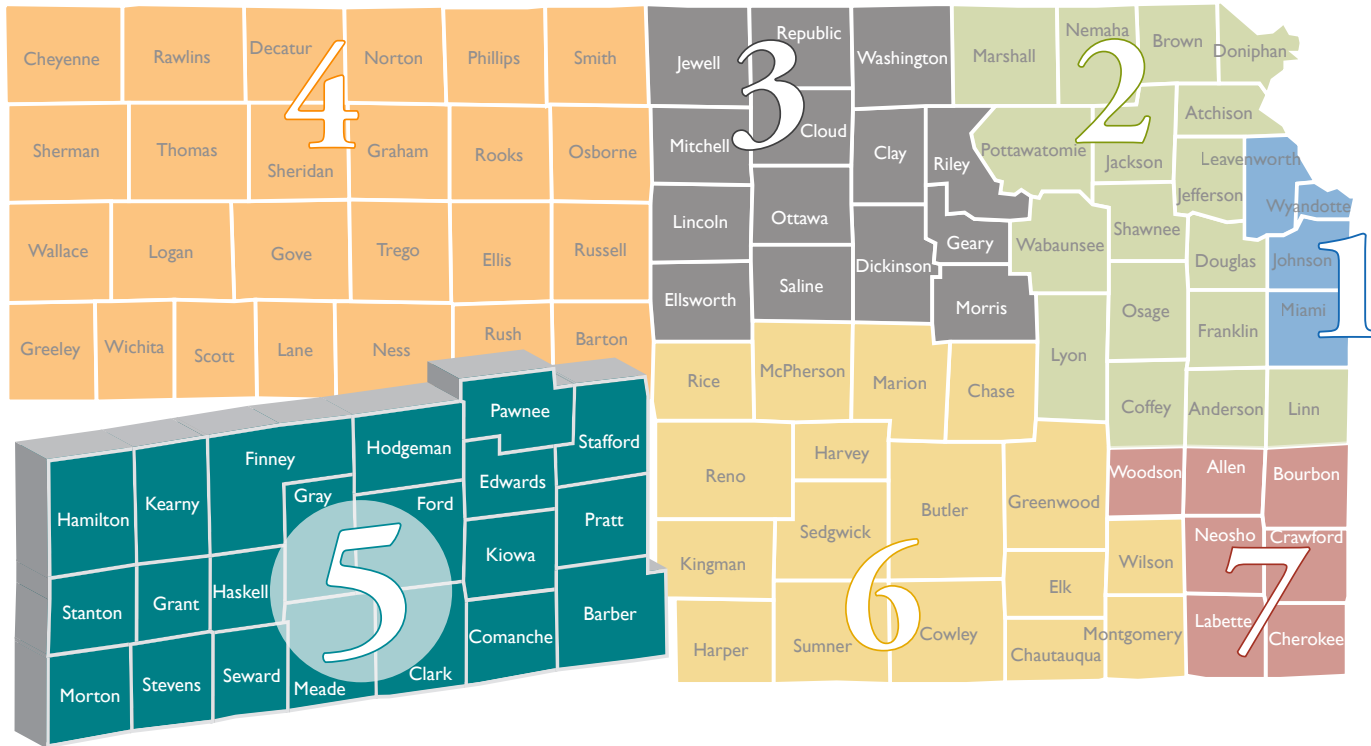 Cheyenne
Rawlins
Decatur
Norton
Phillips
Smith
Jewell
Republic
Washington
Marshall
Nemaha
Brown
Doniphan
4
3
2
Sherman
Thomas
Sheridan
Graham
Rooks
Osborne
Mitchell
Cloud
Clay
Riley
Pottawatomie
Jackson
Atchison
Jefferson
Leavenworth
Wyandotte
Wallace
Logan
Gove
Trego
Ellis
Russell
Lincoln
Ottawa
Dickinson
Geary
Wabaunsee
Shawnee
Douglas
Johnson
1
Greeley
Wichita
Scott
Lane
Ness
Rush
Barton
Ellsworth
Saline
Morris
Lyon
Osage
Franklin
Miami
Pawnee
Stafford
Rice
McPherson
Marion
Chase
Coffey
Anderson
Linn
Hamilton
Kearny
Finney
Hodgeman
Gray
Ford
Edwards
Pratt
Kiowa
Reno
Harvey
Sedgwick
Butler
Greenwood
Woodson
Allen
Bourbon
5
Stanton
Grant
Haskell
Comanche
Barber
Kingman
6
Elk
Wilson
Neosho
Crawford
7
Morton
Stevens
Seward
Meade
Clark
Harper
Sumner
Cowley
Chautauqua
Montgomery
Labette
Cherokee